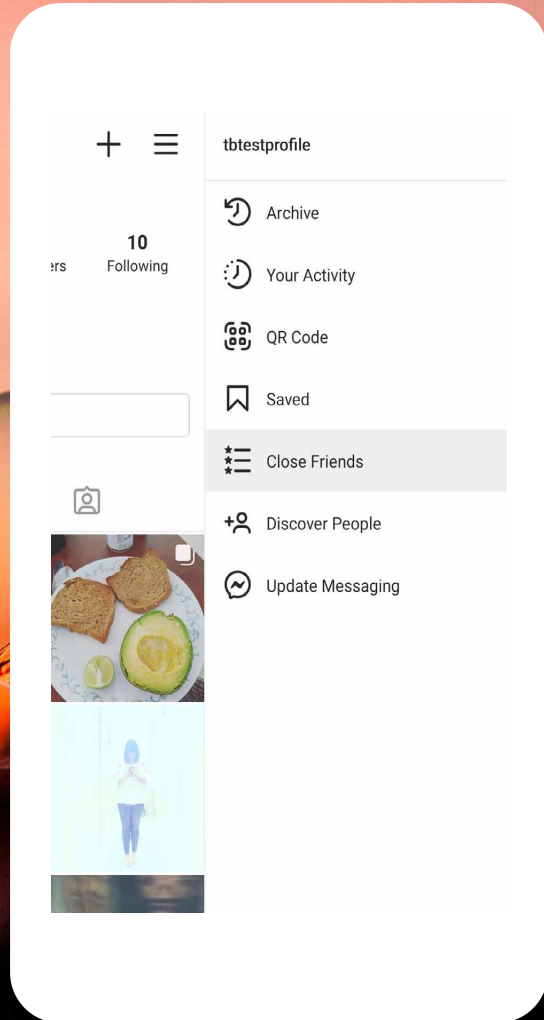 tbtestprofile
10
ers
Following
Archive
Your Activity
QR Code
Saved
Close Friends
Discover People
Update Messaging